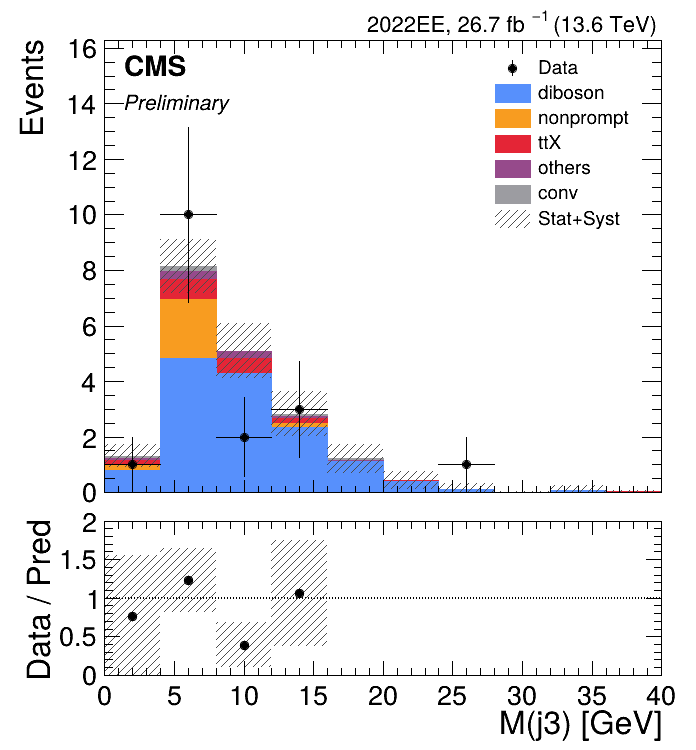 2022EE, 26.7 fb⁻¹ (13.6 TeV)
CMS
Preliminary
Events
16
14
12
10
8
6
4
2
0
Data
diboson
nonprompt
ttX
others
conv
Stat+Syst
Data / Pred
2
1.5
1
0.5
0
0 5 10 15 20 25 30 35 40
M(j3) [GeV]